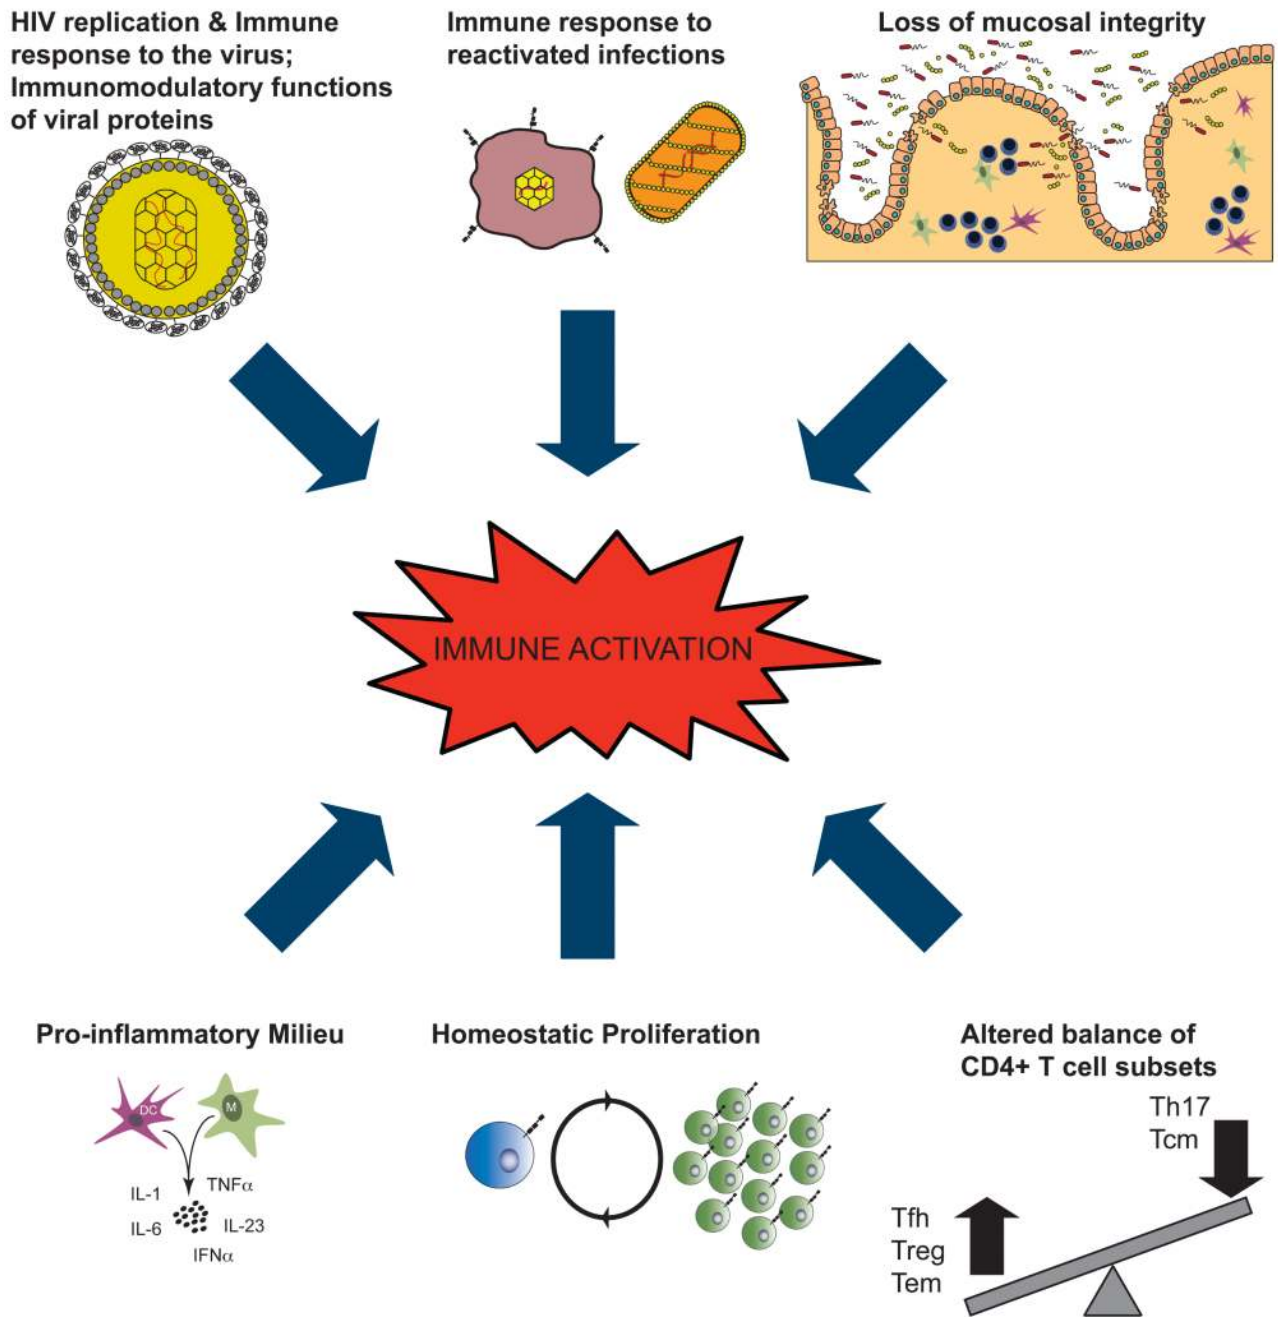 HIV replication & Immune
response to the virus;
Immunomodulatory functions
of viral proteins
Immune response to
reactivated infections
Loss of mucosal integrity
IMMUNE ACTIVATION
Pro-inflammatory Milieu
DC
M
IL-1
TNFα
IL-6
IL-23
IFNα
Homeostatic Proliferation
Altered balance of
CD4+ T cell subsets
Th17
Tcm
Tfh
Treg
Tem